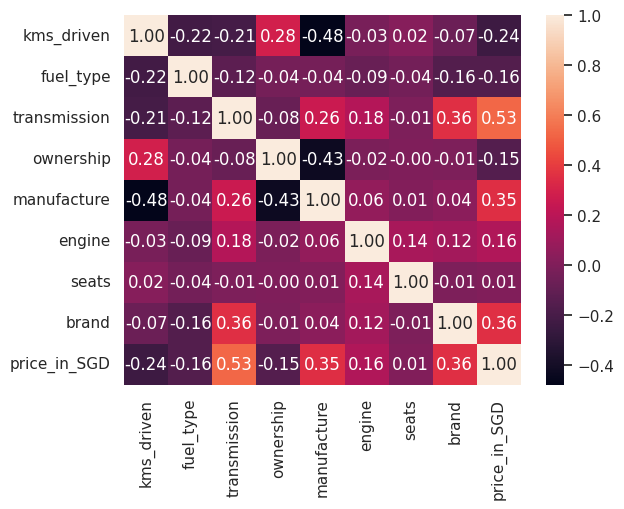 kms_driven 1.00 -0.22 -0.21 0.28 -0.48 -0.03 0.02 -0.07 -0.24
fuel_type -0.22 1.00 -0.12 -0.04 -0.04 -0.09 -0.04 -0.16 -0.16
transmission -0.21 -0.12 1.00 -0.08 0.26 0.18 -0.01 0.36 0.53
ownership 0.28 -0.04 -0.08 1.00 -0.43 -0.02 -0.00 -0.01 -0.15
manufacture -0.48 -0.04 0.26 -0.43 1.00 0.06 0.01 0.04 0.35
engine -0.03 -0.09 0.18 -0.02 0.06 1.00 0.14 0.12 0.16
seats 0.02 -0.04 -0.01 -0.00 0.01 0.14 1.00 -0.01 0.01
brand -0.07 -0.16 0.36 -0.01 0.04 0.12 -0.01 1.00 0.36
price_in_SGD -0.24 -0.16 0.53 -0.15 0.35 0.16 0.01 0.36 1.00
kms_driven
fuel_type
transmission
ownership
manufacture
engine
seats
brand
price_in_SGD
1.0
0.8
0.6
0.4
0.2
0.0
−0.2
−0.4